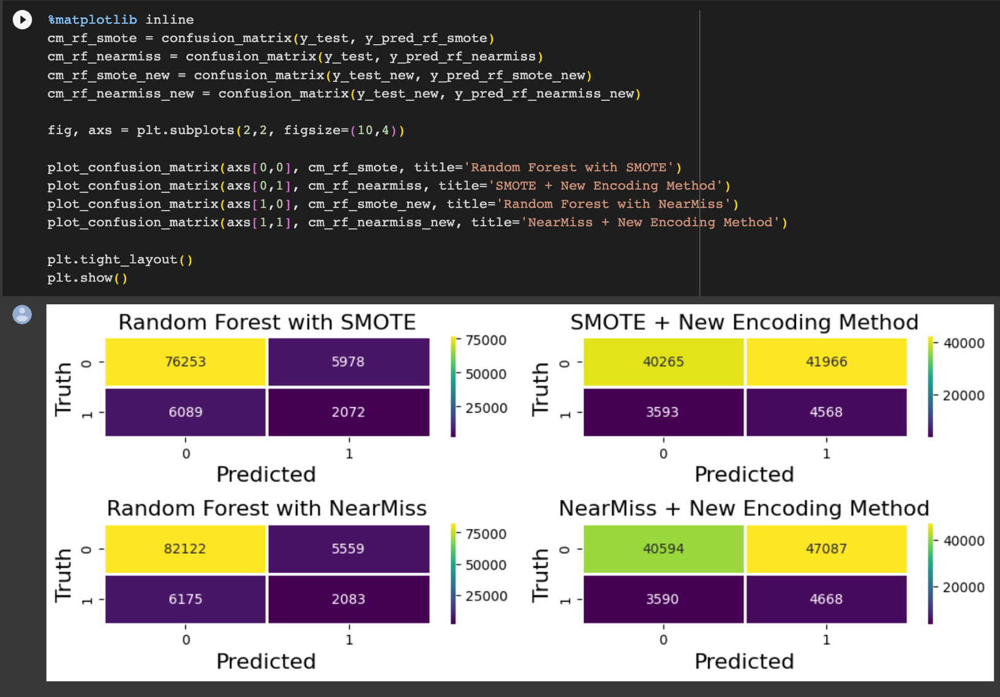 %matplotlib inline
cm_rf_smote = confusion_matrix(y_test, y_pred_rf_smote)
cm_rf_nearmiss = confusion_matrix(y_test, y_pred_rf_nearmiss)
cm_rf_smote_new = confusion_matrix(y_test_new, y_pred_rf_smote_new)
cm_rf_nearmiss_new = confusion_matrix(y_test_new, y_pred_rf_nearmiss_new)
fig, axs = plt.subplots(2,2, figsize=(10,4))
plot_confusion_matrix(axs[0,0], cm_rf_smote, title='Random Forest with SMOTE')
plot_confusion_matrix(axs[0,1], cm_rf_nearmiss, title='SMOTE + New Encoding Method')
plot_confusion_matrix(axs[1,0], cm_rf_smote_new, title='Random Forest with NearMiss')
plot_confusion_matrix(axs[1,1], cm_rf_nearmiss_new, title='NearMiss + New Encoding Method')
plt.tight_layout()
plt.show()
Random Forest with SMOTE
Truth
0
76253
5978
1
6089
2072
0
1
Predicted
75000
50000
25000
SMOTE + New Encoding Method
Truth
0
40265
41966
1
3593
4568
0
1
Predicted
40000
20000
Random Forest with NearMiss
Truth
0
82122
5559
1
6175
2083
0
1
Predicted
75000
50000
25000
NearMiss + New Encoding Method
Truth
0
40594
47087
1
3590
4668
0
1
Predicted
40000
20000